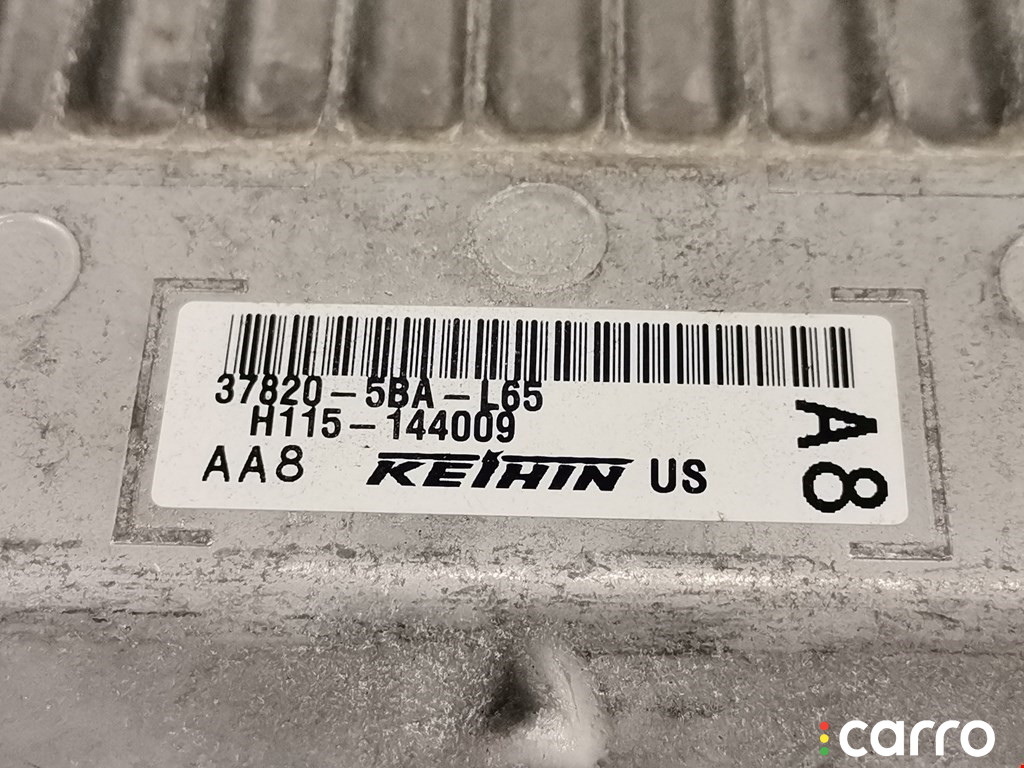 37820-5BA-L65
H115-144009
AA8 KEIHIN US
A8
carro